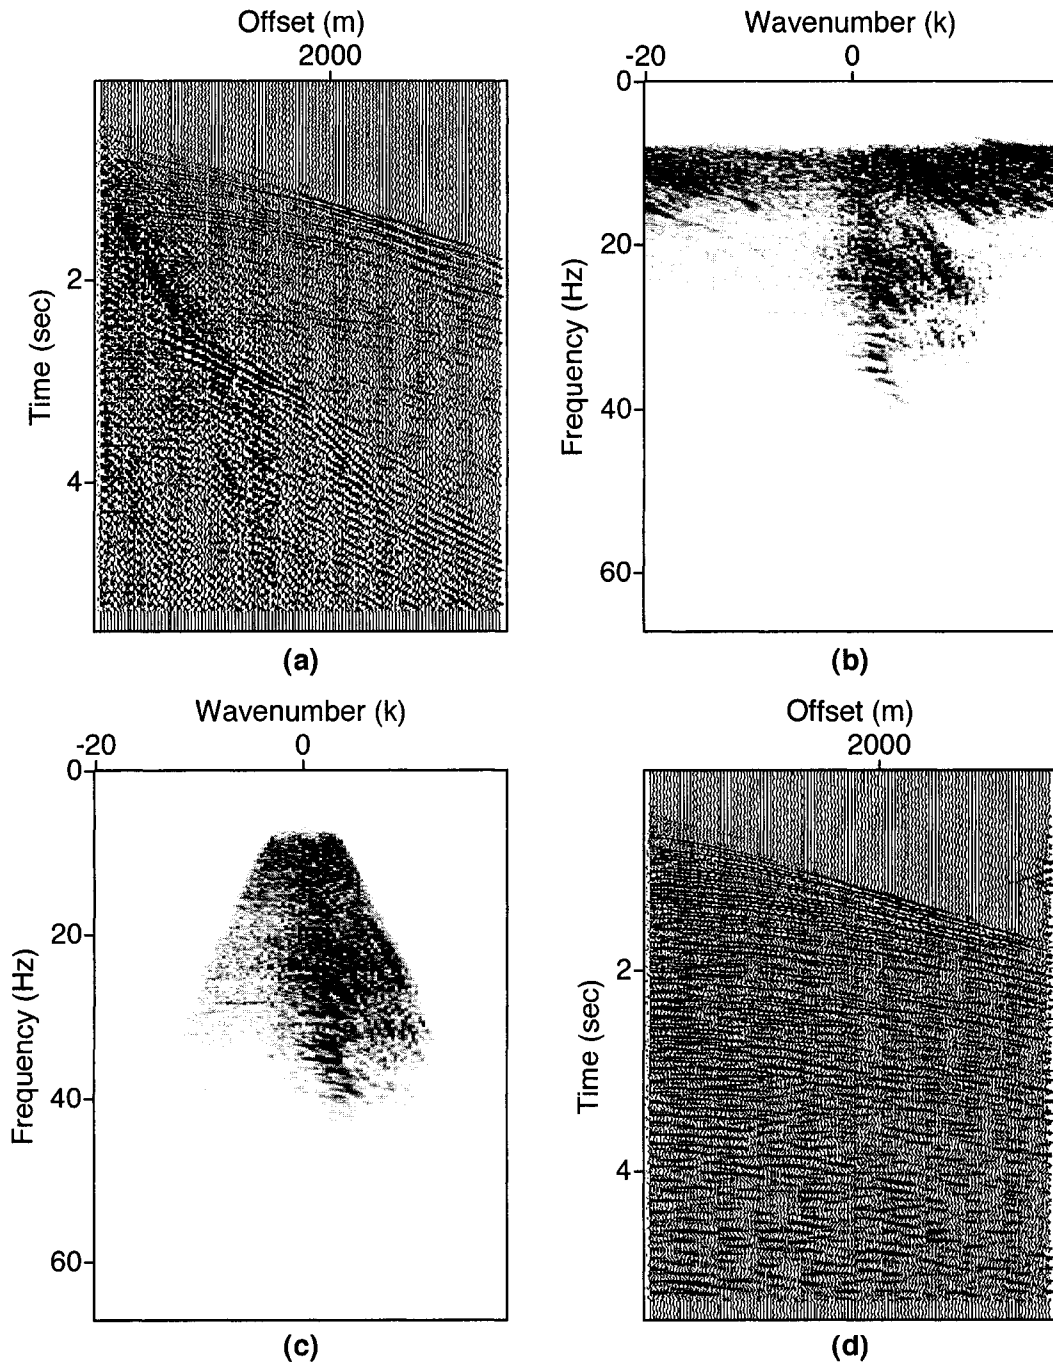 Offset (m)
2000
Time (sec)
2
4
(a)
Wavenumber (k)
-20 0
Frequency (Hz)
0
20
40
60
(b)
Wavenumber (k)
-20 0
Frequency (Hz)
0
20
40
60
(c)
Offset (m)
2000
Time (sec)
2
4
(d)